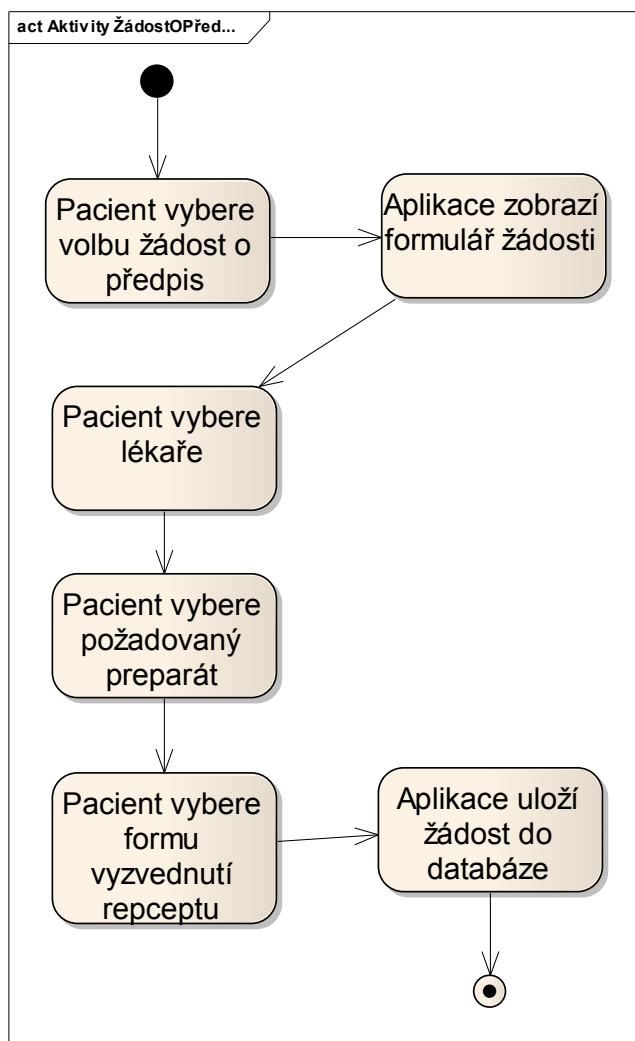 act Aktivity ŽádostOPřed...
Pacient vybere
volbu žádost o
předpis
Aplikace zobrazí
formulář žádosti
Pacient vybere
lékaře
Pacient vybere
požadovaný
preparát
Pacient vybere
formu
vyzvednutí
repceptu
Aplikace uloží
žádost do
databáze